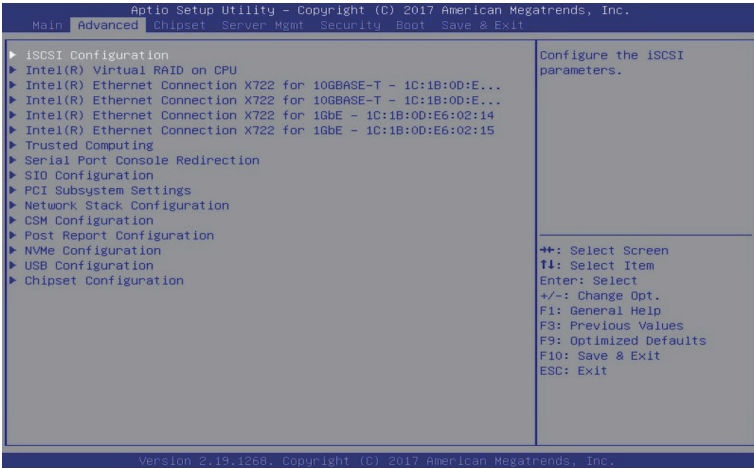 Aptio Setup Utility – Copyright (C) 2017 American Megatrends, Inc.
Main Advanced Chipset Server Mgmt Security Boot Save & Exit
▶ iSCSI Configuration
▶ Intel(R) Virtual RAID on CPU
▶ Intel(R) Ethernet Connection X722 for 10GBASE-T – 1C:1B:0D:E...
▶ Intel(R) Ethernet Connection X722 for 10GBASE-T – 1C:1B:0D:E...
▶ Intel(R) Ethernet Connection X722 for 1GbE – 1C:1B:0D:E6:02:14
▶ Intel(R) Ethernet Connection X722 for 1GbE – 1C:1B:0D:E6:02:15
▶ Trusted Computing
▶ Serial Port Console Redirection
▶ SIO Configuration
▶ PCI Subsystem Settings
▶ Network Stack Configuration
▶ CSM Configuration
▶ Post Report Configuration
▶ NVMe Configuration
▶ USB Configuration
▶ Chipset Configuration
Configure the iSCSI
parameters.
→←: Select Screen
↑↓: Select Item
Enter: Select
+/-: Change Opt.
F1: General Help
F3: Previous Values
F9: Optimized Defaults
F10: Save & Exit
ESC: Exit
Version 2.19.1268. Copyright (C) 2017 American Megatrends, Inc.